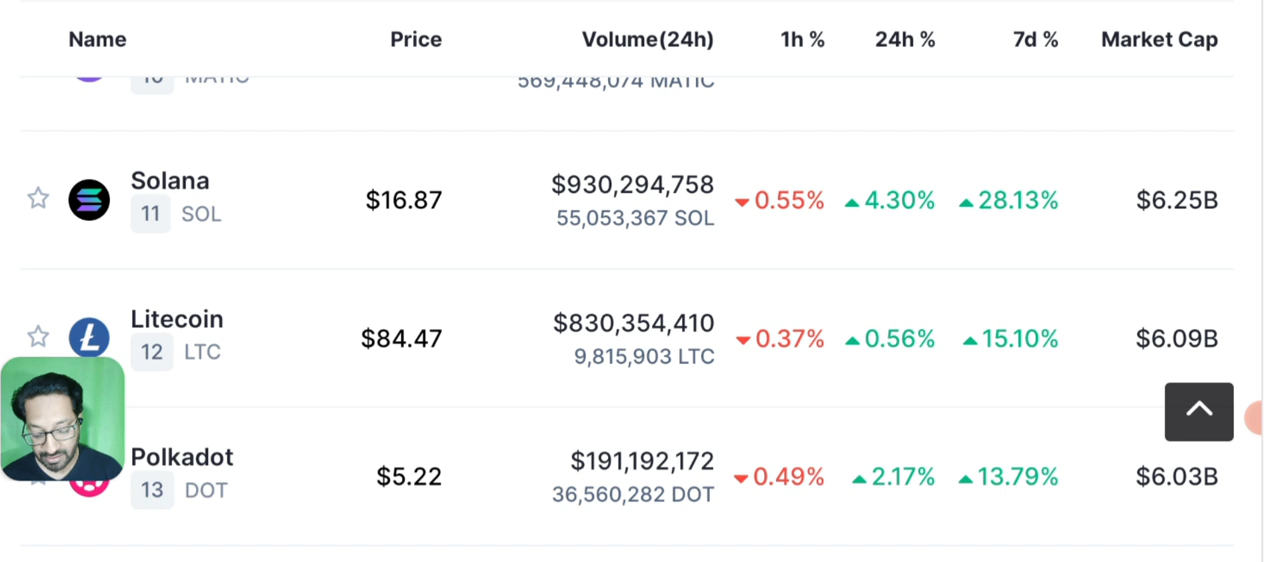 Name Price Volume(24h) 1h % 24h % 7d % Market Cap
10 MATIC 569,448,074 MATIC
Solana
11 SOL $16.87 $930,294,758 0.55% 4.30% 28.13% $6.25B
55,053,367 SOL
Litecoin
12 LTC $84.47 $830,354,410 0.37% 0.56% 15.10% $6.09B
9,815,903 LTC
Polkadot
13 DOT $5.22 $191,192,172 0.49% 2.17% 13.79% $6.03B
36,560,282 DOT